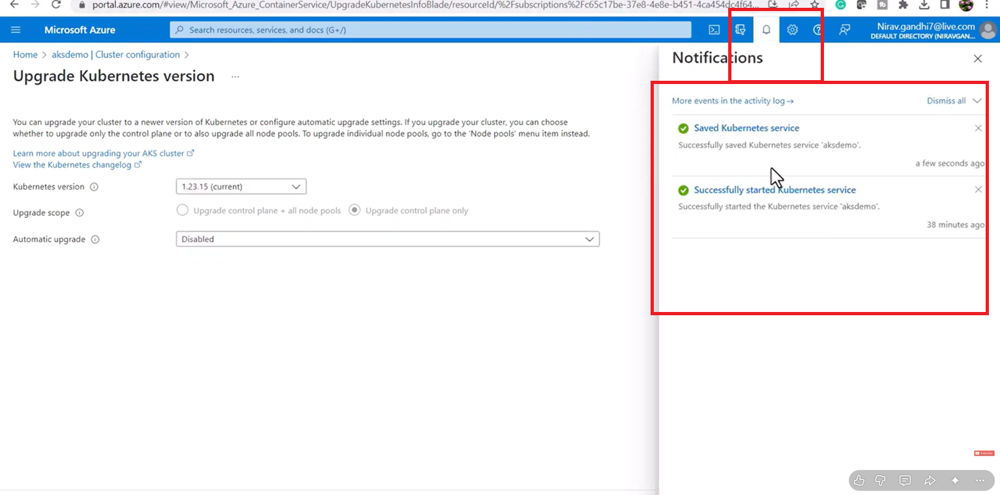 portal.azure.com/#view/Microsoft_Azure_ContainerService/UpgradeKubernetesInfoBlade/resourceId/%2Fsubscriptions%2Fc65c17be-37e8-4e8e-b451-4ca454dc4f64...
Microsoft Azure
Search resources, services, and docs (G+/)
Nirav.gandhi7@live.com
DEFAULT DIRECTORY (NIRAVGAN...
Home > aksdemo | Cluster configuration >
Upgrade Kubernetes version ...
You can upgrade your cluster to a newer version of Kubernetes or configure automatic upgrade settings. If you upgrade your cluster, you can choose
whether to upgrade only the control plane or to also upgrade all node pools. To upgrade individual node pools, go to the 'Node pools' menu item instead.
Learn more about upgrading your AKS cluster
View the Kubernetes changelog
Kubernetes version 1.23.15 (current)
Upgrade scope Upgrade control plane + all node pools Upgrade control plane only
Automatic upgrade Disabled
Notifications
More events in the activity log → Dismiss all
Saved Kubernetes service
Successfully saved Kubernetes service 'aksdemo'.
a few seconds ago
Successfully started Kubernetes service
Successfully started the Kubernetes service 'aksdemo'.
38 minutes ago